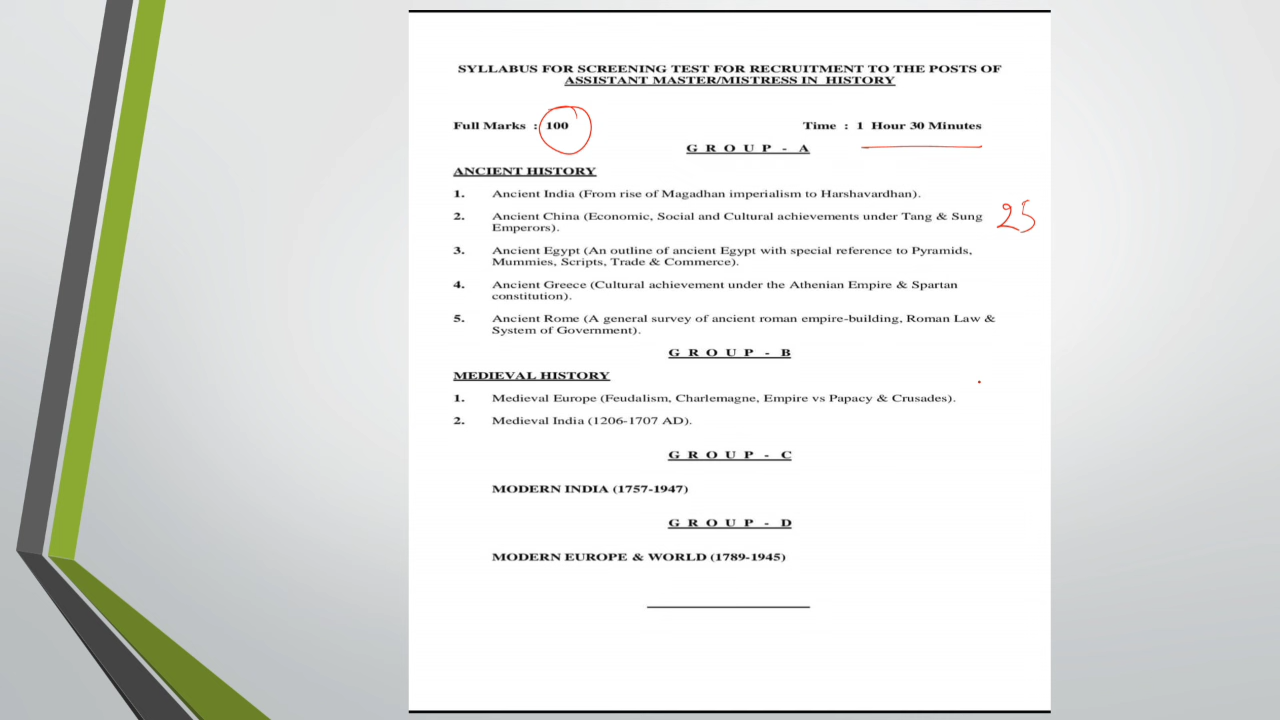 SYLLABUS FOR SCREENING TEST FOR RECRUITMENT TO THE POSTS OF
ASSISTANT MASTER/MISTRESS IN HISTORY
Full Marks : 100 Time : 1 Hour 30 Minutes
G R O U P - A
ANCIENT HISTORY
1. Ancient India (From rise of Magadhan imperialism to Harshavardhan).
2. Ancient China (Economic, Social and Cultural achievements under Tang & Sung
Emperors).
25
3. Ancient Egypt (An outline of ancient Egypt with special reference to Pyramids,
Mummies, Scripts, Trade & Commerce).
4. Ancient Greece (Cultural achievement under the Athenian Empire & Spartan
constitution).
5. Ancient Rome (A general survey of ancient roman empire-building, Roman Law &
System of Government).
G R O U P - B
MEDIEVAL HISTORY
1. Medieval Europe (Feudalism, Charlemagne, Empire vs Papacy & Crusades).
2. Medieval India (1206-1707 AD).
G R O U P - C
MODERN INDIA (1757-1947)
G R O U P - D
MODERN EUROPE & WORLD (1789-1945)